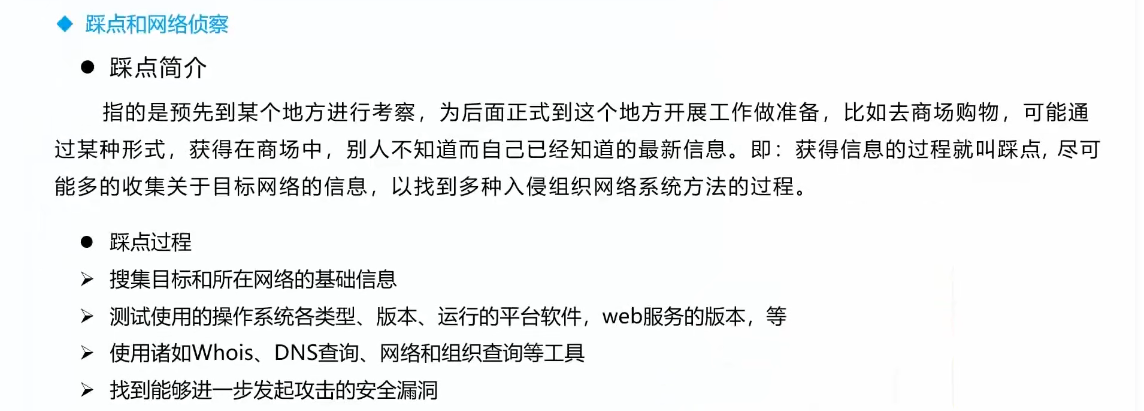 ◆ 踩点和网络侦察
● 踩点简介
指的是预先到某个地方进行考察，为后面正式到这个地方开展工作做准备，比如去商场购物，可能通
过某种形式，获得在商场中，别人不知道而自己已经知道的最新信息。即：获得信息的过程就叫踩点, 尽可
能多的收集关于目标网络的信息，以找到多种入侵组织网络系统方法的过程。
● 踩点过程
➢ 搜集目标和所在网络的基础信息
➢ 测试使用的操作系统各类型、版本、运行的平台软件，web服务的版本，等
➢ 使用诸如Whois、DNS查询、网络和组织查询等工具
➢ 找到能够进一步发起攻击的安全漏洞